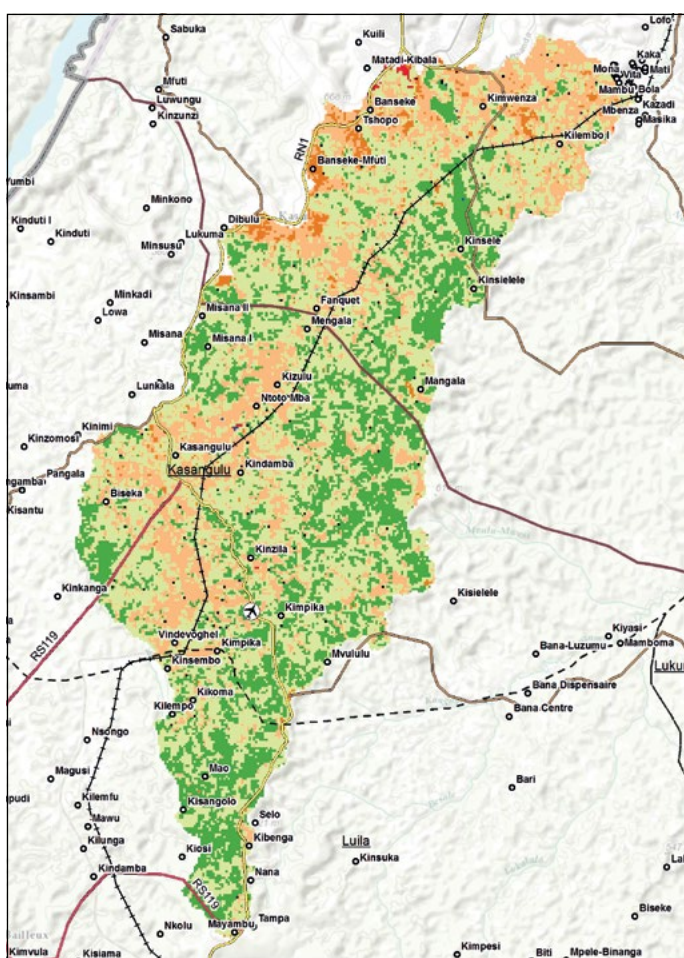 Lofo
Sabuka
Kuili
Matadi-Kibala
Kaka
Mona
Mati
Vita
Mfuti
Mambu
Bola
Luwungu
Banseke
Kimwenza
Kazadi
Mbenza
Kinzunzi
Tshopo
Masika
RN1
Kilembo I
Banseke-Mfuti
Minkono
Kinduti I
Dibulu
Kinduti
Lukuma
Minsusu
Kinsele
Kinsielele
Kinsambi
Minkadi
Lowa
Misana II
Fanquet
Mengala
Misana
Misana I
Kizulu
Mangala
Lunkala
Ntoto Mba
Kinimi
Kinzomosi
Kasangulu
Kasangulu
Kindamba
Pangala
Biseka
Kisantu
Kinzila
Kinkanga
Kisielele
Kimpika
RS119
Vindevoghel
Kimpika
Kiyasi
Mamboma
Bana-Luzumu
Kinsembo
Mvululu
Kikoma
Bana Dispensaire
Kilempo
Bana Centre
Nsongo
Mao
Magusi
Bari
Kilemfu
Kisangolo
Mawu
Selo
Kilunga
Kibenga
Luila
Kiosi
Kinsuka
Kindamba
Nana
RS119
Biseke
Mayambu
Tampa
Nkolu
Kimvula
Kisiama
Kimpesi
Biti
Mpele-Binanga